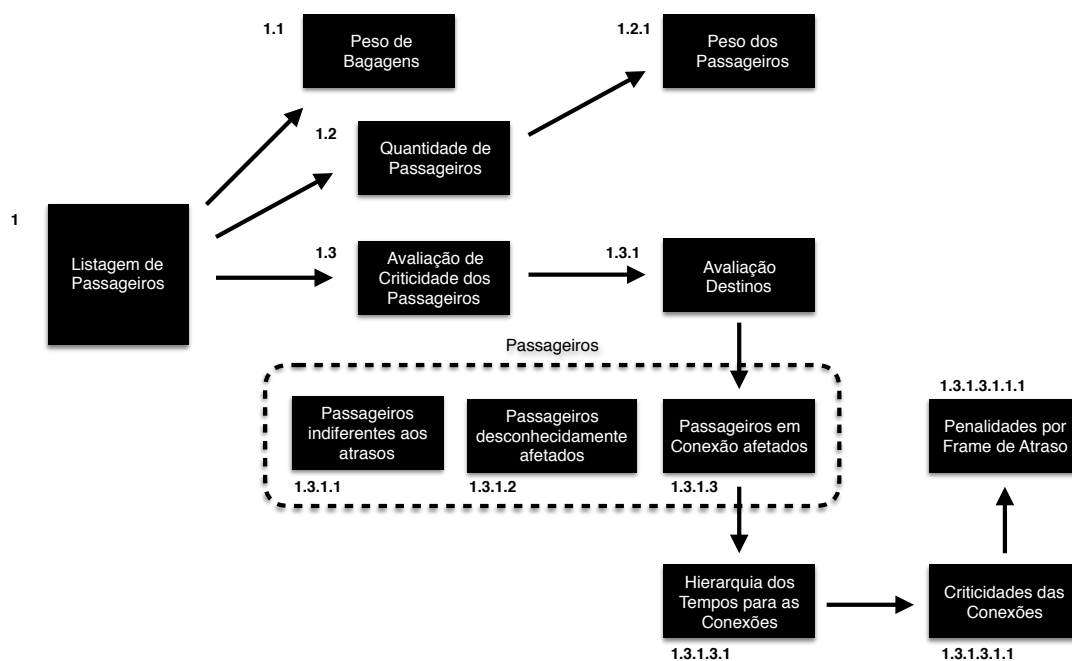 1.1
Peso de
Bagagens
1.2.1
Peso dos
Passageiros
1.2
Quantidade de
Passageiros
1
Listagem de
Passageiros
1.3
Avaliação de
Criticidade dos
Passageiros
1.3.1
Avaliação
Destinos
Passageiros
Passageiros
indiferentes aos
atrasos
1.3.1.1
Passageiros
desconhecidamente
afetados
1.3.1.2
Passageiros em
Conexão afetados
1.3.1.3
1.3.1.3.1.1.1
Penalidades por
Frame de Atraso
Hierarquia dos
Tempos para as
Conexões
1.3.1.3.1
Criticidades das
Conexões
1.3.1.3.1.1